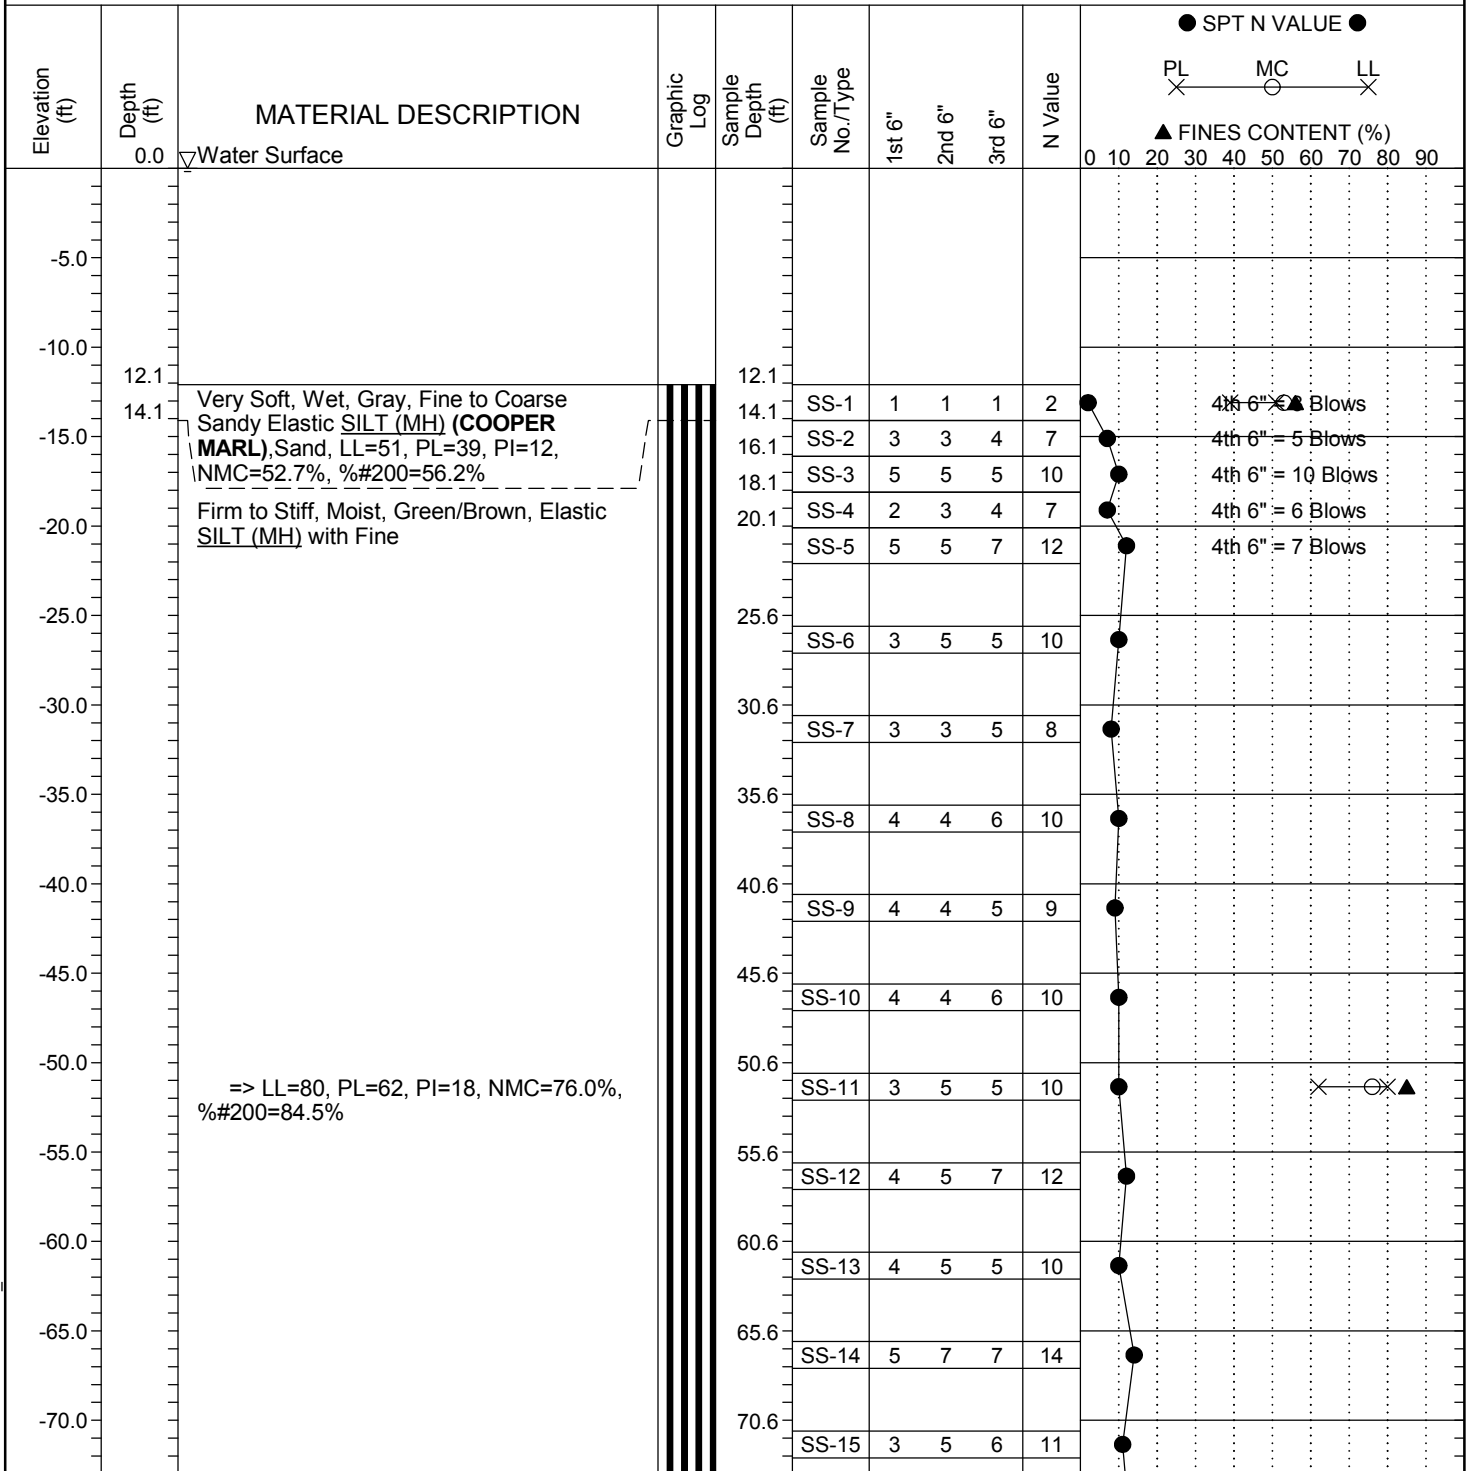 ● SPT N VALUE ●
PL MC LL
▲ FINES CONTENT (%)
0 10 20 30 40 50 60 70 80 90
Elevation (ft)
Depth (ft)
MATERIAL DESCRIPTION
Graphic Log
Sample Depth (ft)
Sample No./Type
1st 6"
2nd 6"
3rd 6"
N Value
0.0 Water Surface
-5.0
-10.0
12.1 12.1
Very Soft, Wet, Gray, Fine to Coarse
SS-1 1 1 1 2 4th 6" = Blows
14.1 14.1
Sandy Elastic SILT (MH) (COOPER
-15.0
MARL),Sand, LL=51, PL=39, PI=12,
SS-2 3 3 4 7 4th 6" = 5 Blows
16.1
NMC=52.7%, %#200=56.2%
SS-3 5 5 5 10 4th 6" = 10 Blows
18.1
Firm to Stiff, Moist, Green/Brown, Elastic
SS-4 2 3 4 7 4th 6" = 6 Blows
-20.0 20.1
SILT (MH) with Fine
SS-5 5 5 7 12 4th 6" = 7 Blows
-25.0 25.6
SS-6 3 5 5 10
-30.0 30.6
SS-7 3 3 5 8
-35.0 35.6
SS-8 4 4 6 10
-40.0 40.6
SS-9 4 4 5 9
-45.0 45.6
SS-10 4 4 6 10
-50.0 50.6
=> LL=80, PL=62, PI=18, NMC=76.0%,
SS-11 3 5 5 10
%#200=84.5%
-55.0 55.6
SS-12 4 5 7 12
-60.0 60.6
SS-13 4 5 5 10
-65.0 65.6
SS-14 5 7 7 14
-70.0 70.6
SS-15 3 5 6 11